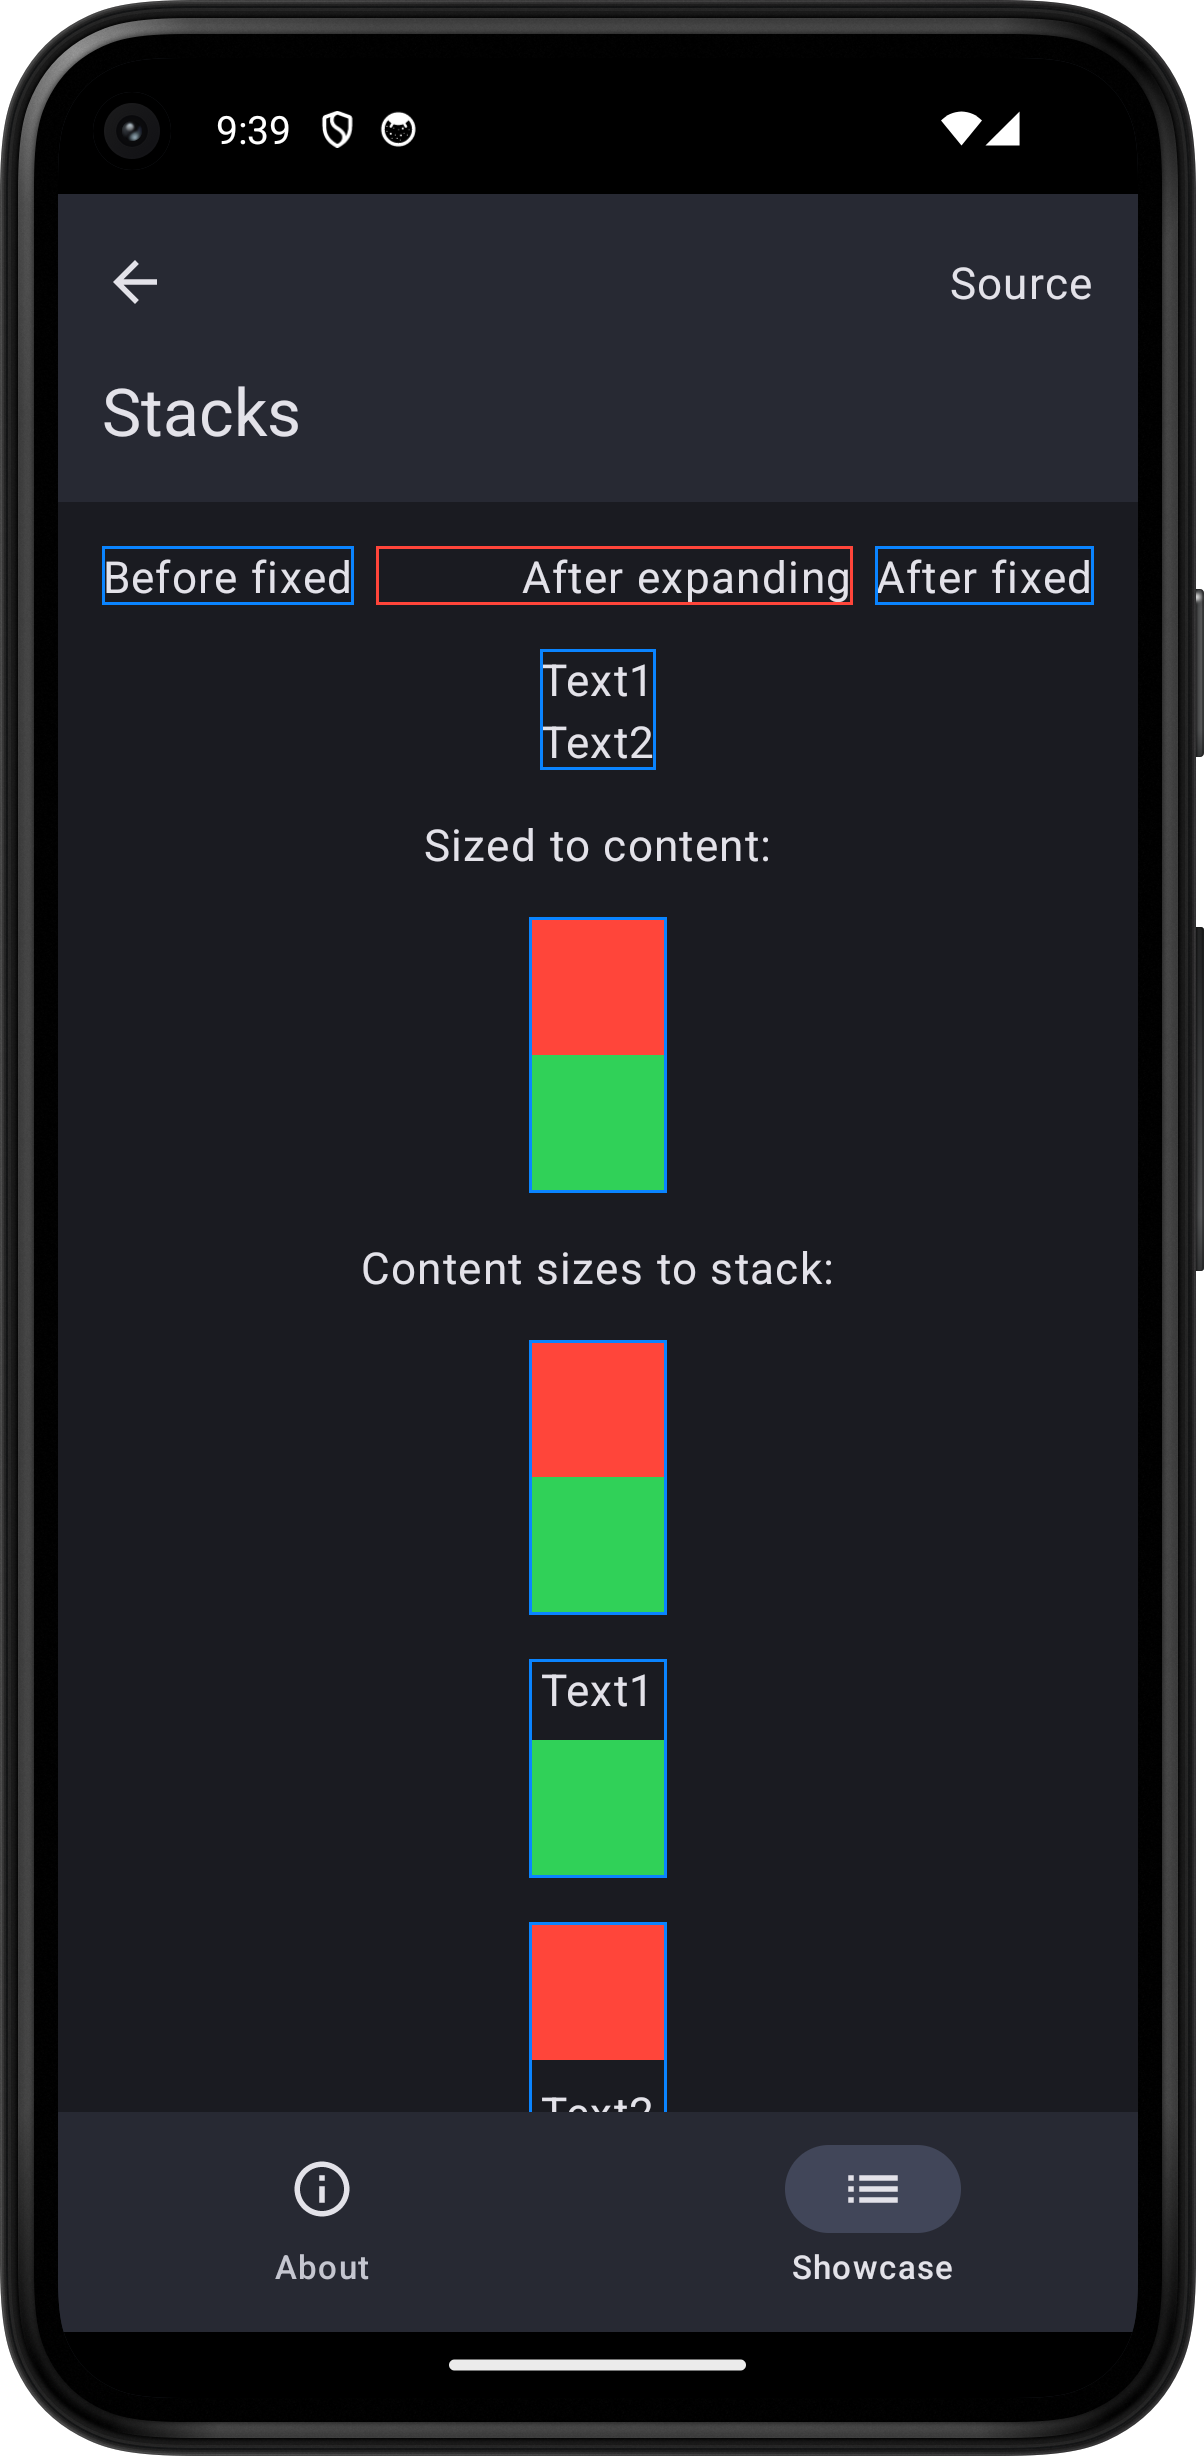 9:39
Source
Stacks
Before fixed After expanding After fixed
Text1
Text2
Sized to content:
Content sizes to stack:
Text1
Text2
About Showcase